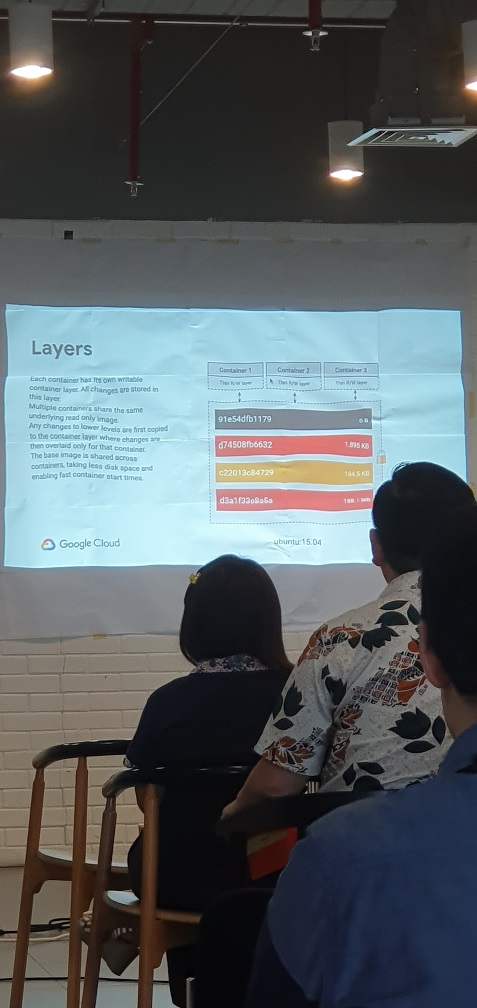 Layers
Each container has its own writable
container layer. All changes are stored in
this layer.
Multiple containers share the same
underlying read only image.
Any changes to lower levels are first copied
to the container layer where changes are
then overlaid only for that container.
The base image is shared across
containers, taking less disk space and
enabling fast container start times.
Container 1
Container 2
Container 3
Thin R/W layer
Thin R/W layer
Thin R/W layer
91e54dfb1179
0 B
d74508fb6632
1.895 KB
c22013c84729
194.5 KB
d3a1f33e8a5a
ubuntu:15.04
Google Cloud